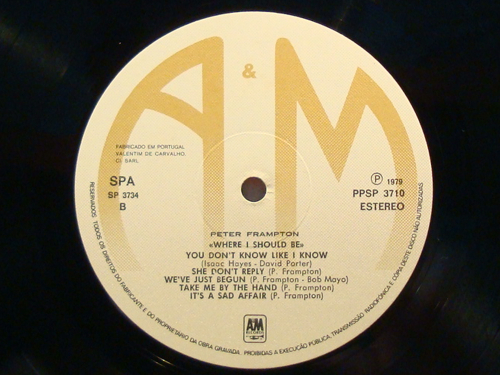 A & M
FABRICADO EM PORTUGAL
VALENTIM DE CARVALHO
CI. SARL
SPA
SP 3734
B
Ⓟ 1979
PPSP 3710
ESTEREO
PETER FRAMPTON
«WHERE I SHOULD BE»
YOU DON'T KNOW LIKE I KNOW
(Isaac Hayes - David Porter)
SHE DON'T REPLY (P. Frampton)
WE'VE JUST BEGUN (P. Frampton - Bob Mayo)
TAKE ME BY THE HAND (P. Frampton)
IT'S A SAD AFFAIR (P. Frampton)
A&M
RECORDS
RESERVADOS TODOS OS DIREITOS DO FABRICANTE E DO PROPRIETÁRIO DA OBRA GRAVADA. PROIBIDAS A EXECUÇÃO PÚBLICA, TRANSMISSÃO RADIOFÓNICA E CÓPIA DESTE DISCO NÃO AUTORIZADAS